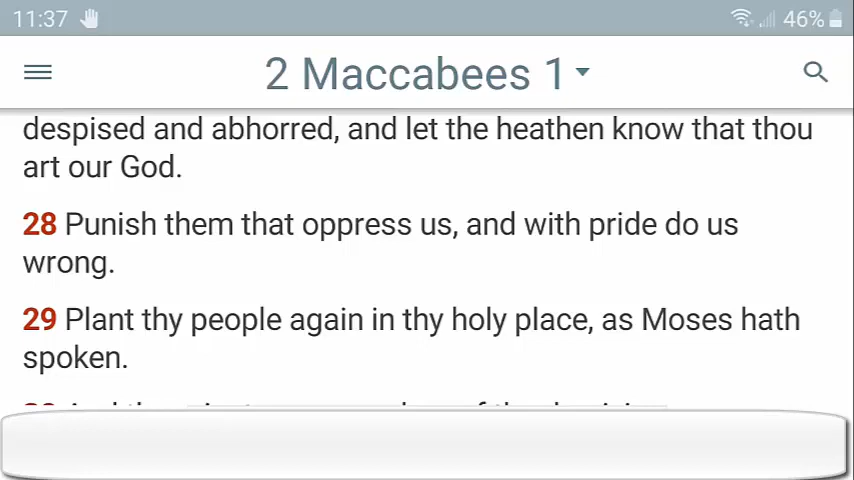 11:37 46%
2 Maccabees 1
despised and abhorred, and let the heathen know that thou
art our God.
28 Punish them that oppress us, and with pride do us
wrong.
29 Plant thy people again in thy holy place, as Moses hath
spoken.